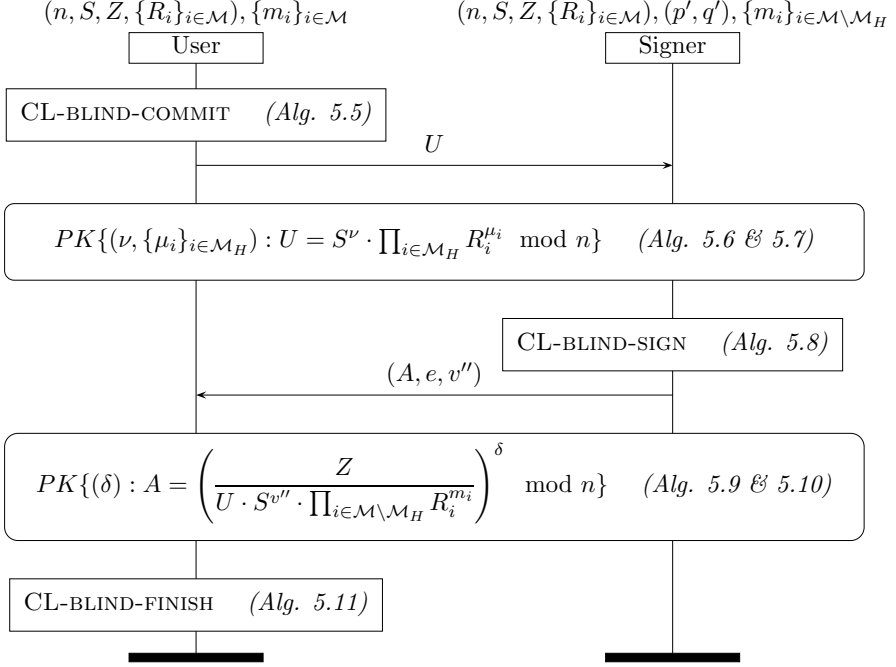 (n, S, Z, {R_i}_{i∈ℳ}), {m_i}_{i∈ℳ}
(n, S, Z, {R_i}_{i∈ℳ}), (p′, q′), {m_i}_{i∈ℳ\ℳ_H}
User
Signer
CL-BLIND-COMMIT (Alg. 5.5)
U
PK{(ν, {μ_i}_{i∈ℳ_H}) : U = S^ν · ∏_{i∈ℳ_H} R_i^{μ_i} mod n} (Alg. 5.6 & 5.7)
CL-BLIND-SIGN (Alg. 5.8)
(A, e, v′′)
PK{(δ) : A = (Z / (U · S^{v′′} · ∏_{i∈ℳ\ℳ_H} R_i^{m_i}))^δ mod n} (Alg. 5.9 & 5.10)
CL-BLIND-FINISH (Alg. 5.11)